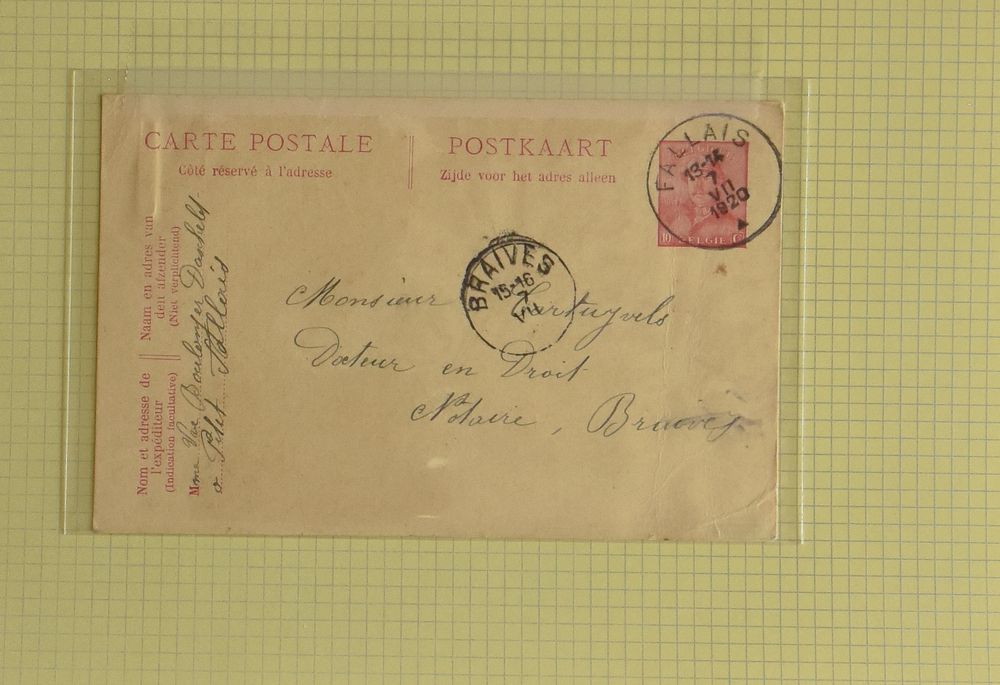 CARTE POSTALE
Côté réservé à l'adresse
POSTKAART
Zijde voor het adres alleen
FALLAIS
13-14
7
VII
1920
10 BELGIE C
BRAIVES
15-16
7
VII
Monsieur
Docteur en Droit
Notaire, Braives
Naam en adres van
den afzender
(Niet verplichtend)
Nom et adresse de
l'expéditeur
(Indication facultative)
Mme Vve Boulanger
à Petit Fallais